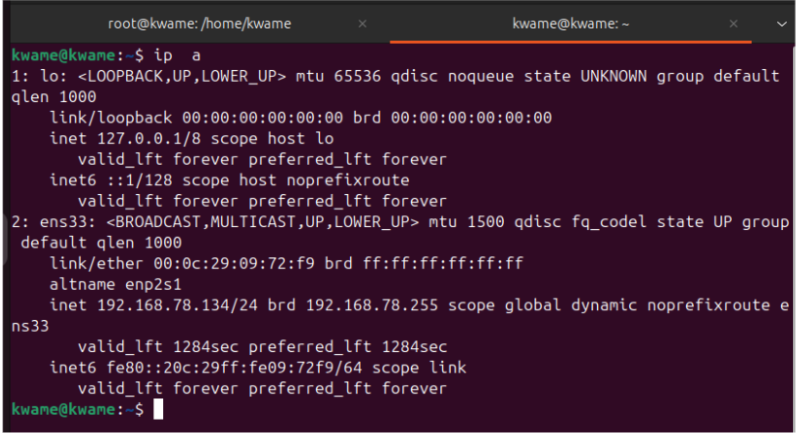 root@kwame: /home/kwame
kwame@kwame: ~
kwame@kwame:~$ ip  a
1: lo: <LOOPBACK,UP,LOWER_UP> mtu 65536 qdisc noqueue state UNKNOWN group default
qlen 1000
    link/loopback 00:00:00:00:00:00 brd 00:00:00:00:00:00
    inet 127.0.0.1/8 scope host lo
       valid_lft forever preferred_lft forever
    inet6 ::1/128 scope host noprefixroute
       valid_lft forever preferred_lft forever
2: ens33: <BROADCAST,MULTICAST,UP,LOWER_UP> mtu 1500 qdisc fq_codel state UP group
 default qlen 1000
    link/ether 00:0c:29:09:72:f9 brd ff:ff:ff:ff:ff:ff
    altname enp2s1
    inet 192.168.78.134/24 brd 192.168.78.255 scope global dynamic noprefixroute e
ns33
       valid_lft 1284sec preferred_lft 1284sec
    inet6 fe80::20c:29ff:fe09:72f9/64 scope link
       valid_lft forever preferred_lft forever
kwame@kwame:~$